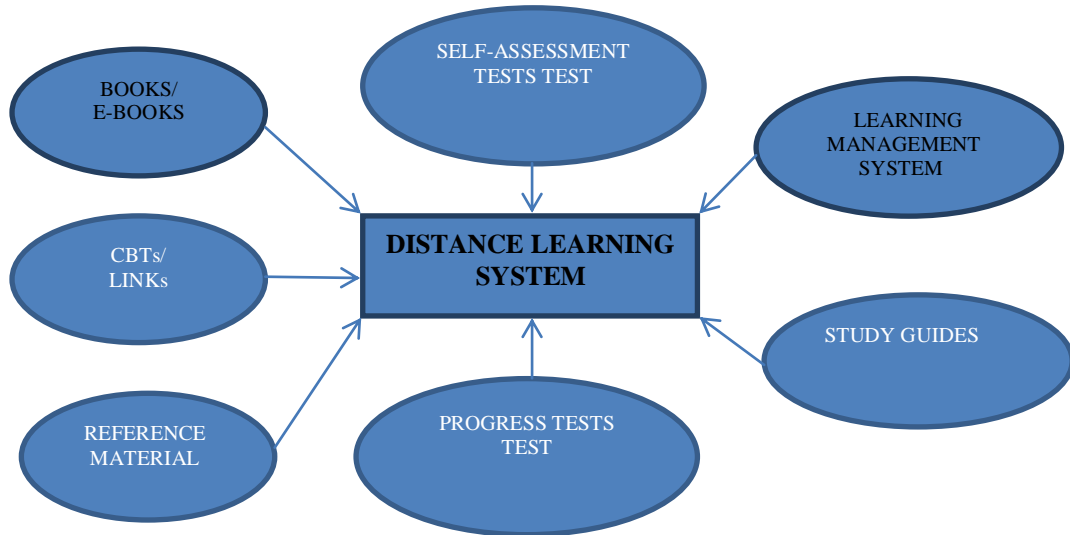 SELF-ASSESSMENT
TESTS TEST
BOOKS/
E-BOOKS
LEARNING
MANAGEMENT
SYSTEM
DISTANCE LEARNING
SYSTEM
CBTs/
LINKs
STUDY GUIDES
REFERENCE
MATERIAL
PROGRESS TESTS
TEST